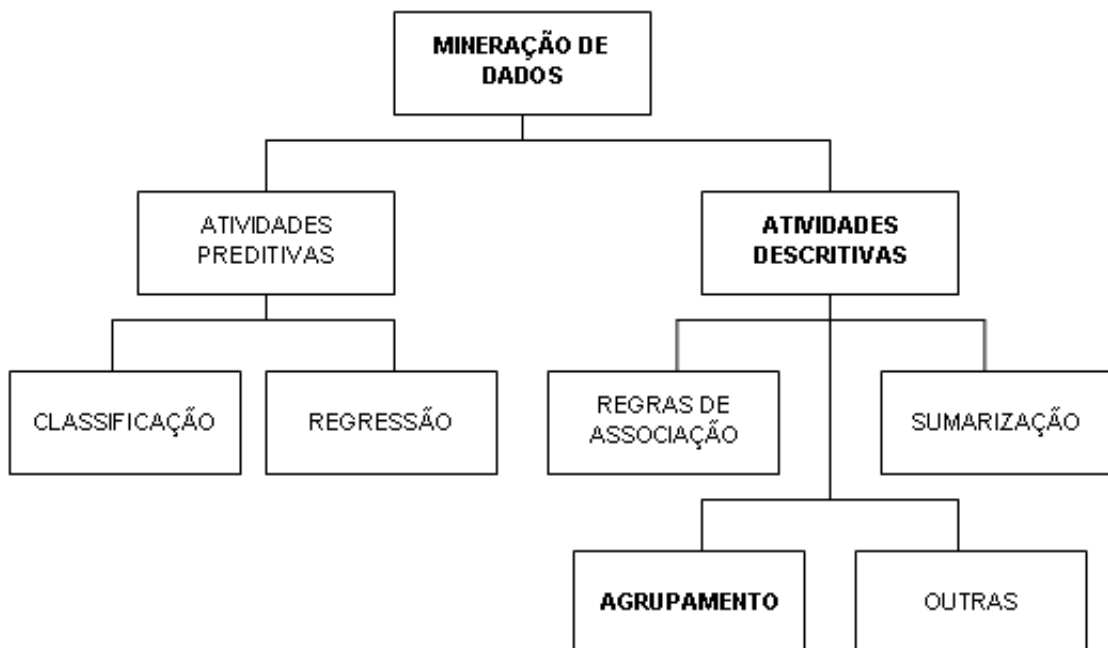 MINERAÇÃO DE
DADOS
ATIVIDADES
PREDITIVAS
ATIVIDADES
DESCRITIVAS
CLASSIFICAÇÃO
REGRESSÃO
REGRAS DE
ASSOCIAÇÃO
SUMARIZAÇÃO
AGRUPAMENTO
OUTRAS